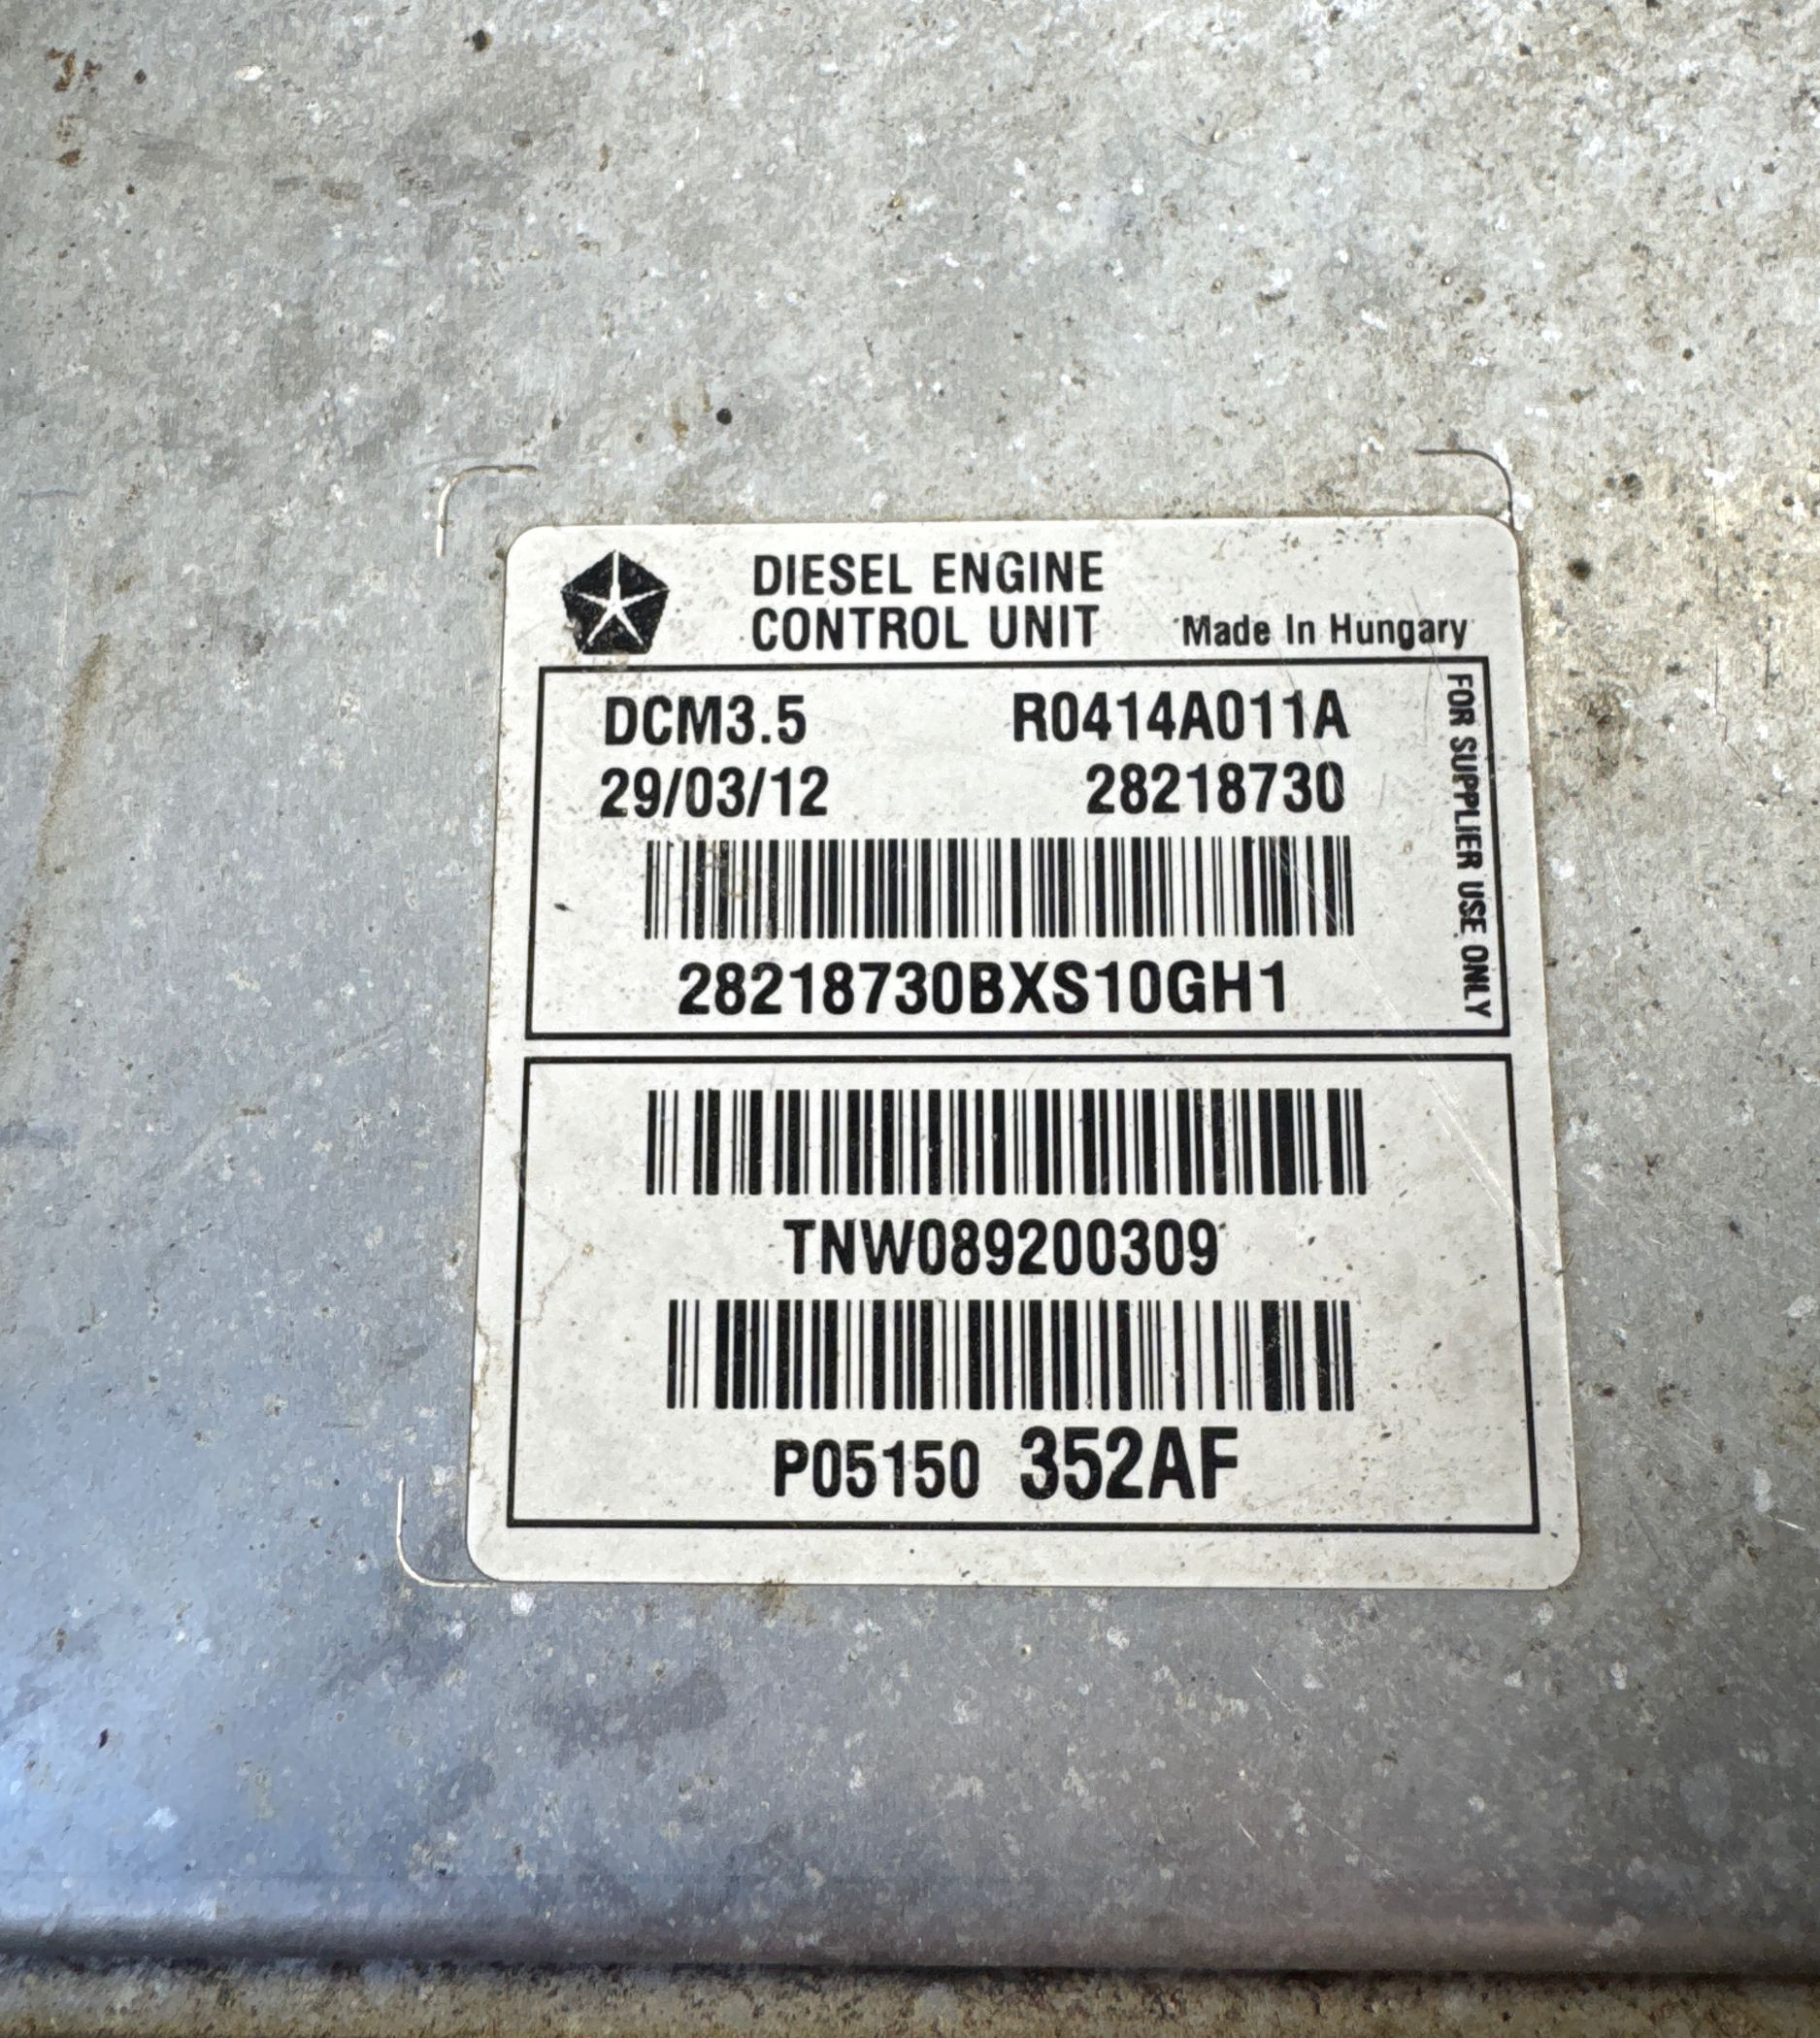 DIESEL ENGINE
CONTROL UNIT
Made In Hungary
DCM3.5 R0414A011A
29/03/12 28218730
28218730BXS10GH1
FOR SUPPLIER USE ONLY
TNW089200309
P05150 352AF